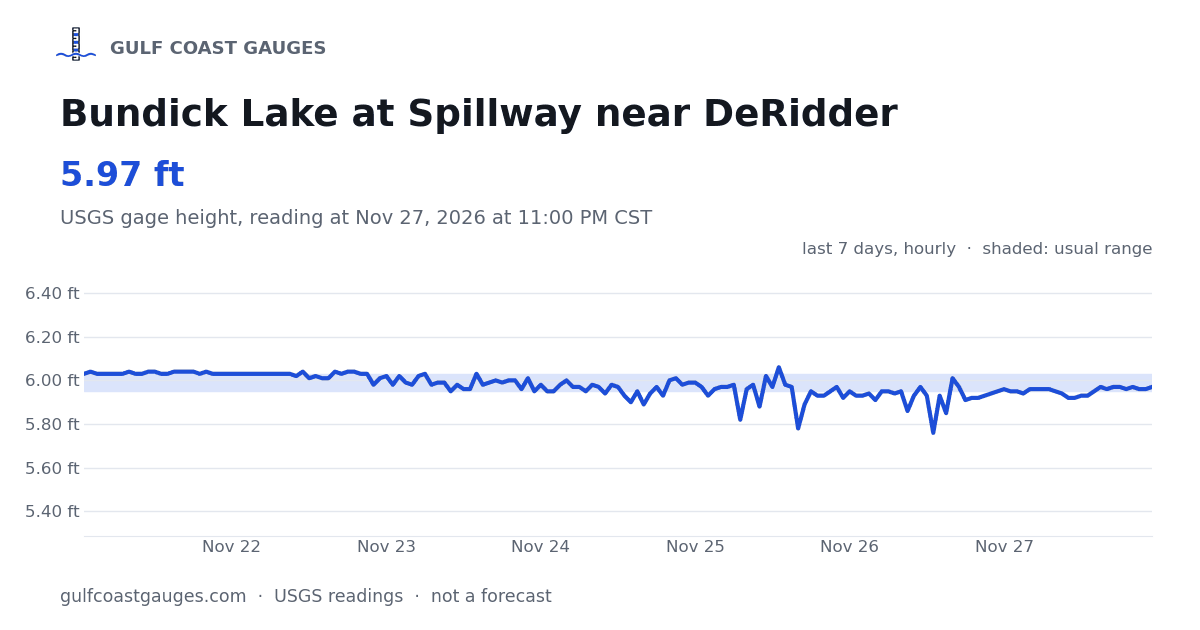 GULF COAST GAUGES
Bundick Lake at Spillway near DeRidder
5.97 ft
USGS gage height, reading at Nov 27, 2026 at 11:00 PM CST
last 7 days, hourly · shaded: usual range
6.40 ft
6.20 ft
6.00 ft
5.80 ft
5.60 ft
5.40 ft
Nov 22 Nov 23 Nov 24 Nov 25 Nov 26 Nov 27
gulfcoastgauges.com · USGS readings · not a forecast